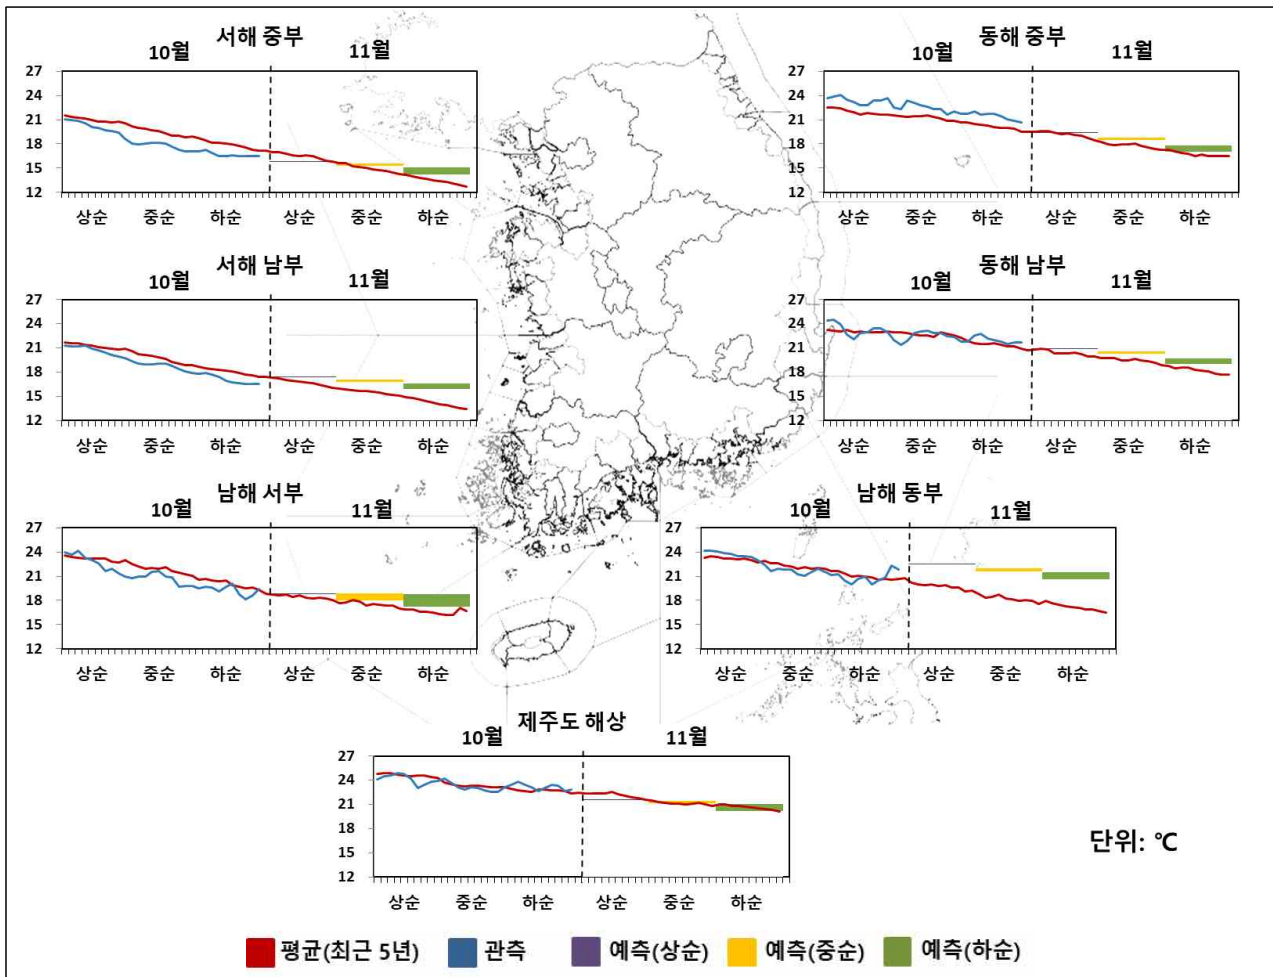 서해 중부
10월 11월
27
24
21
18
15
12
상순 중순 하순 상순 중순 하순
동해 중부
10월 11월
27
24
21
18
15
12
상순 중순 하순 상순 중순 하순
서해 남부
10월 11월
27
24
21
18
15
12
상순 중순 하순 상순 중순 하순
동해 남부
10월 11월
27
24
21
18
15
12
상순 중순 하순 상순 중순 하순
남해 서부
10월 11월
27
24
21
18
15
12
상순 중순 하순 상순 중순 하순
남해 동부
10월 11월
27
24
21
18
15
12
상순 중순 하순 상순 중순 하순
제주도 해상
10월 11월
27
24
21
18
15
12
상순 중순 하순 상순 중순 하순
단위: ℃
평균(최근 5년) 관측 예측(상순) 예측(중순) 예측(하순)